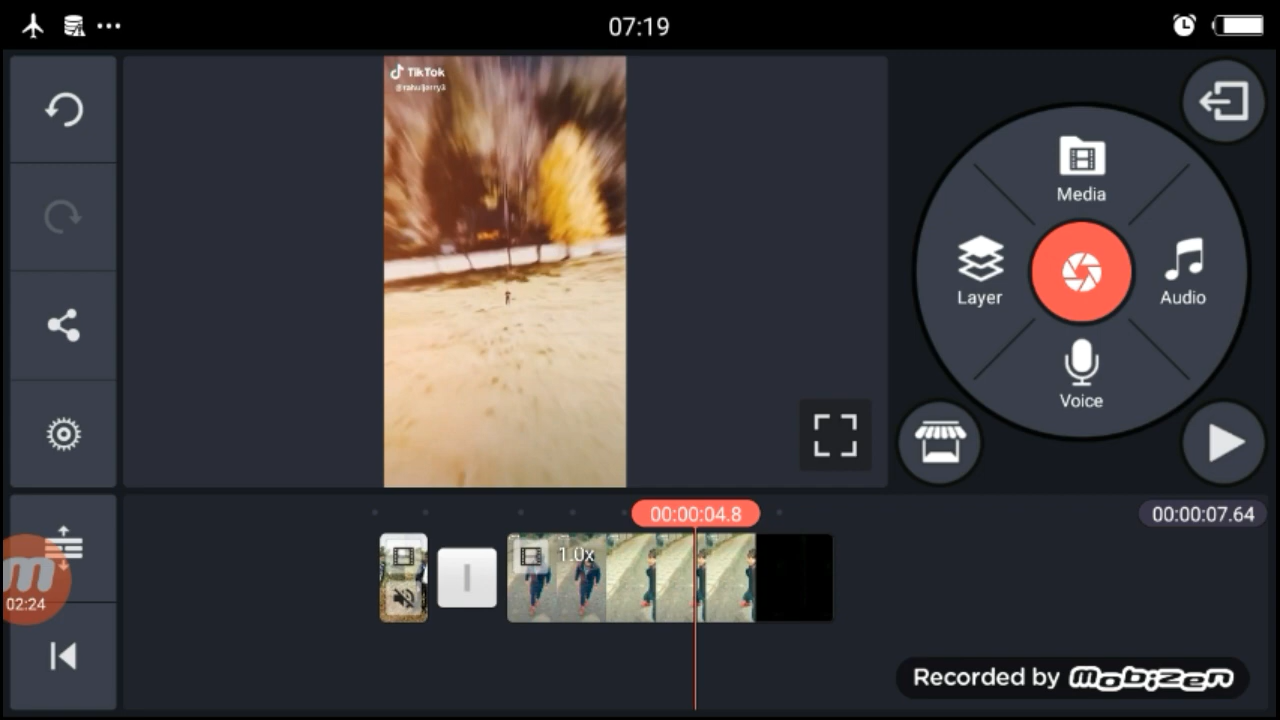 07:19
TikTok
@rahuljerry3
Media
Layer
Audio
Voice
00:00:04.8
00:00:07.64
1.0x
02:24
Recorded by Mobizen